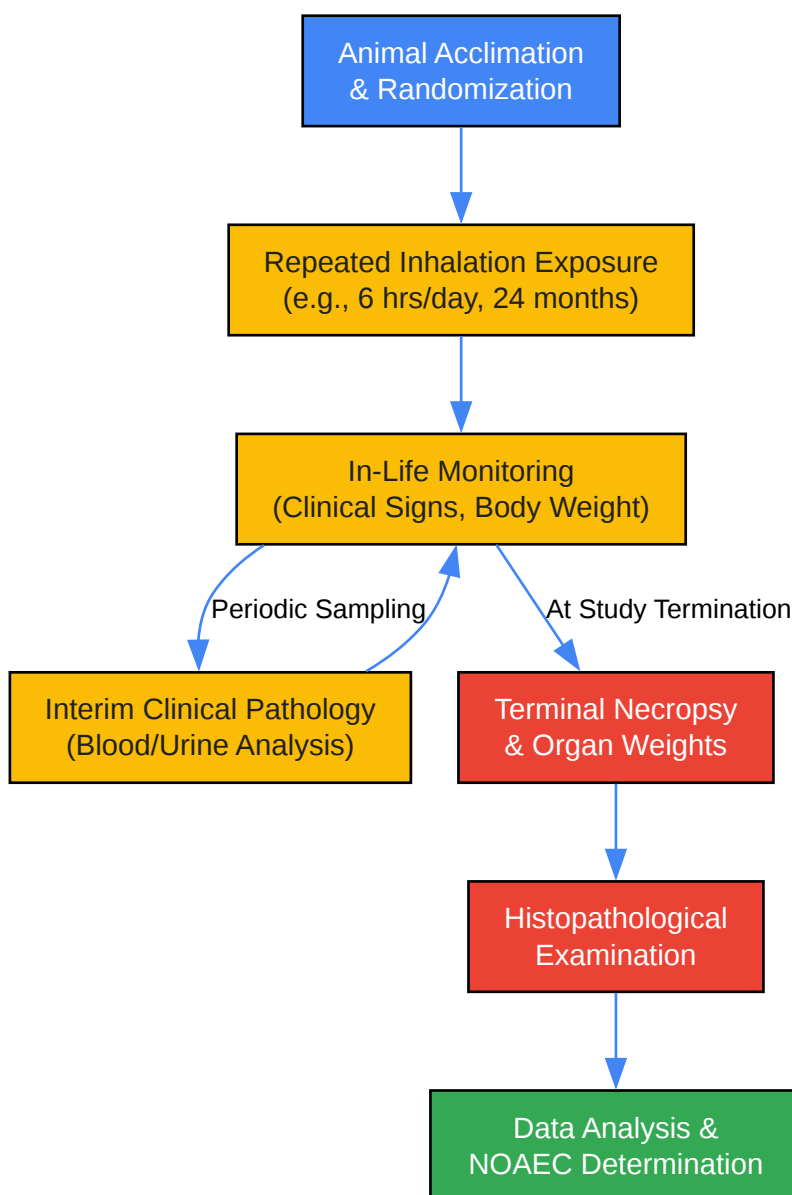 Animal Acclimation
& Randomization
Repeated Inhalation Exposure
(e.g., 6 hrs/day, 24 months)
In-Life Monitoring
(Clinical Signs, Body Weight)
Periodic Sampling
At Study Termination
Interim Clinical Pathology
(Blood/Urine Analysis)
Terminal Necropsy
& Organ Weights
Histopathological
Examination
Data Analysis &
NOAEC Determination